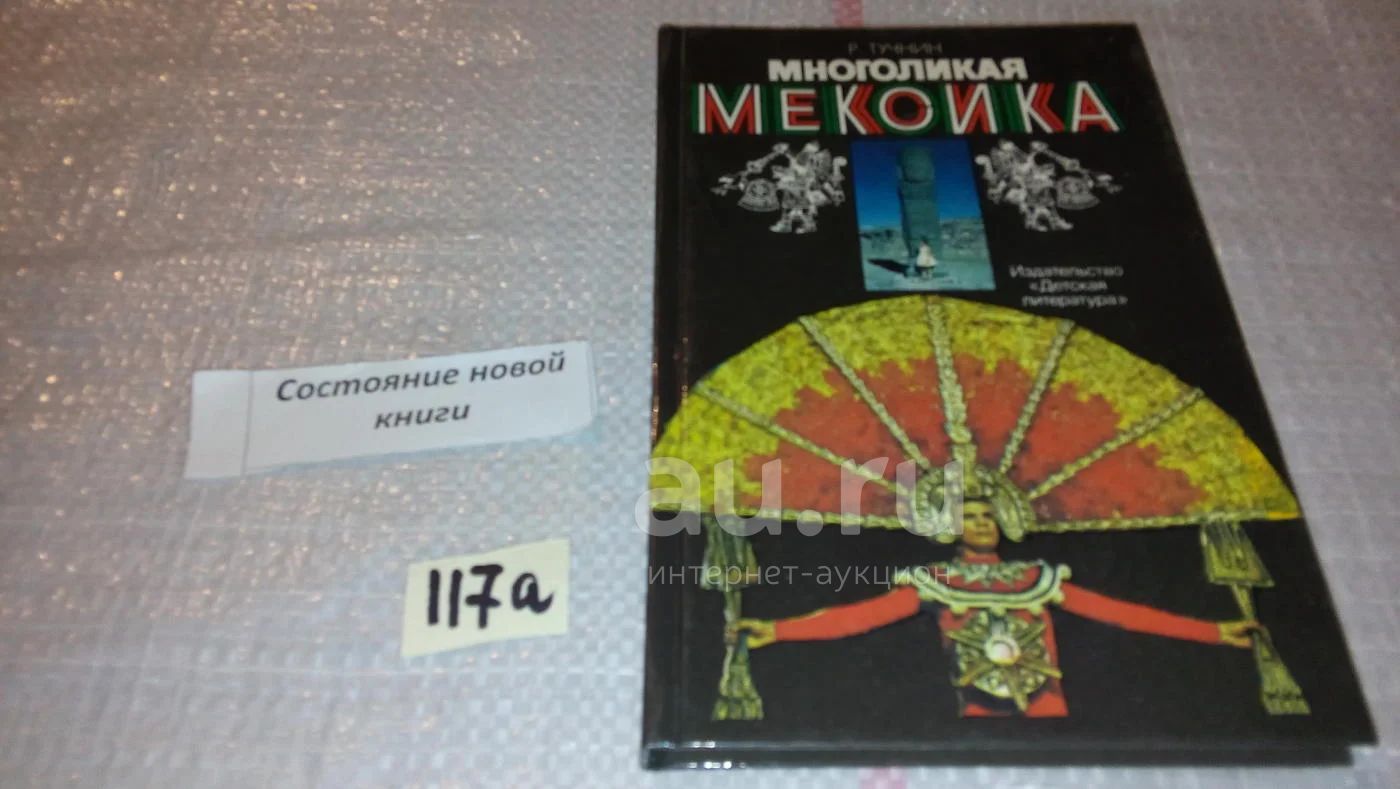 Р. ТУЧНИН
МНОГОЛИКАЯ
МЕКСИКА
Издательство
«Детская
литература»
Состояние новой
книги
117а
au.ru
интернет-аукцион